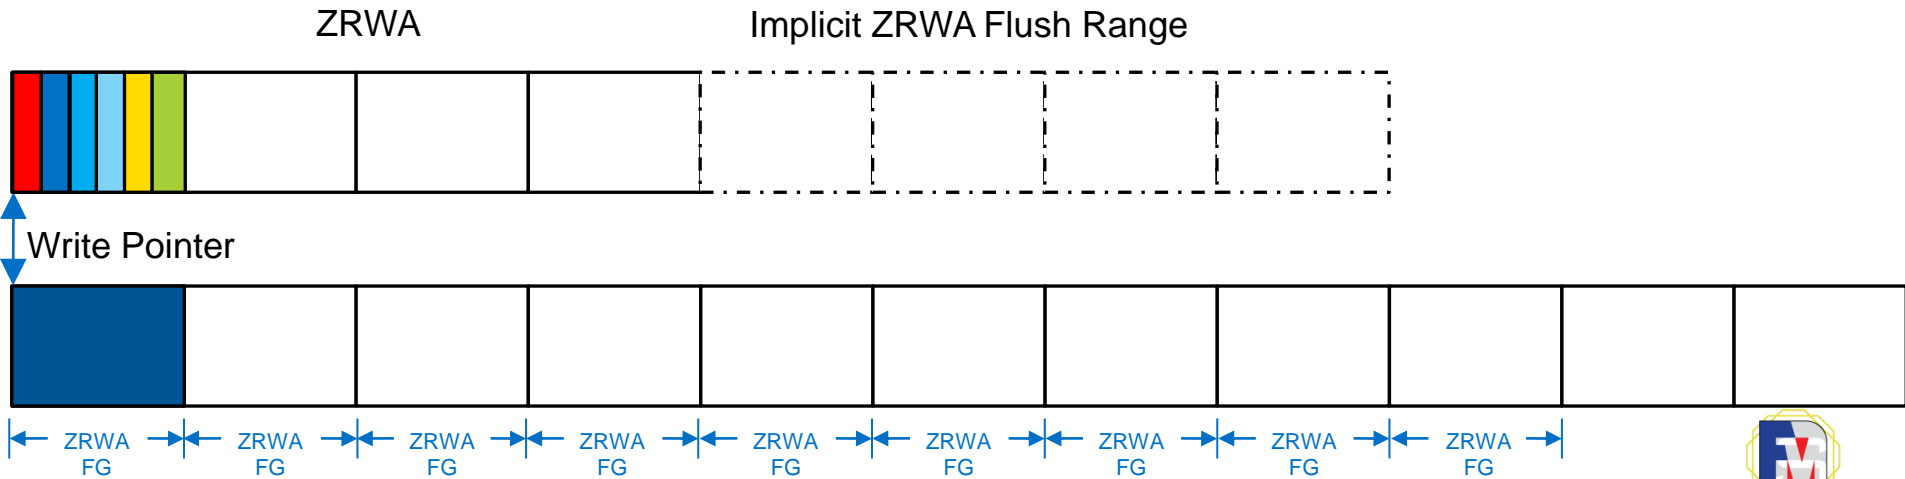 ZRWA
Implicit ZRWA Flush Range
Write Pointer
ZRWA ZRWA ZRWA ZRWA ZRWA ZRWA ZRWA ZRWA ZRWA
FG FG FG FG FG FG FG FG FG